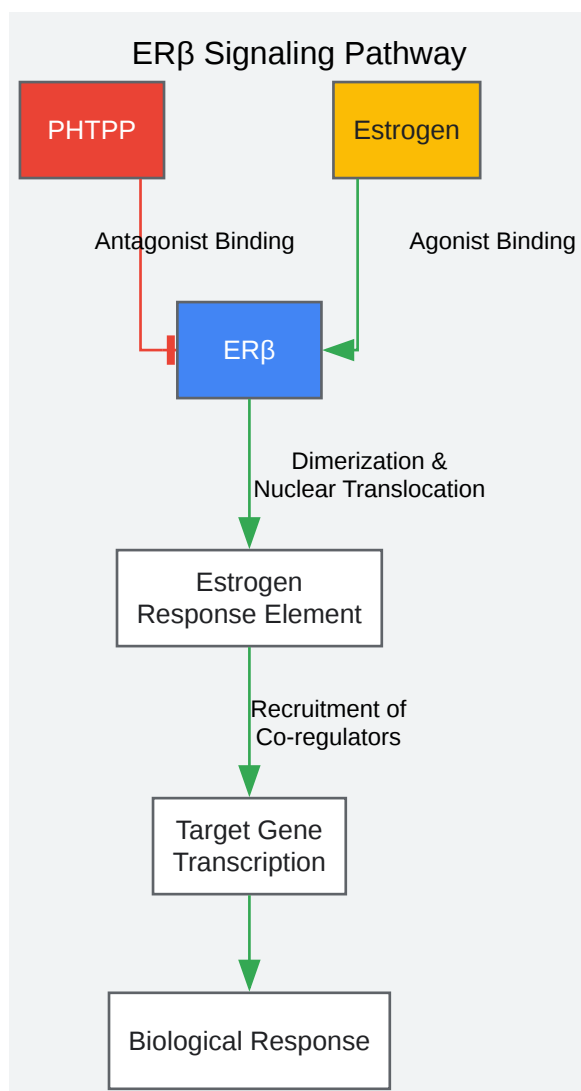 ERβ Signaling Pathway
PHTPP
Estrogen
Antagonist Binding
Agonist Binding
ERβ
Dimerization &
Nuclear Translocation
Estrogen
Response Element
Recruitment of
Co-regulators
Target Gene
Transcription
Biological Response